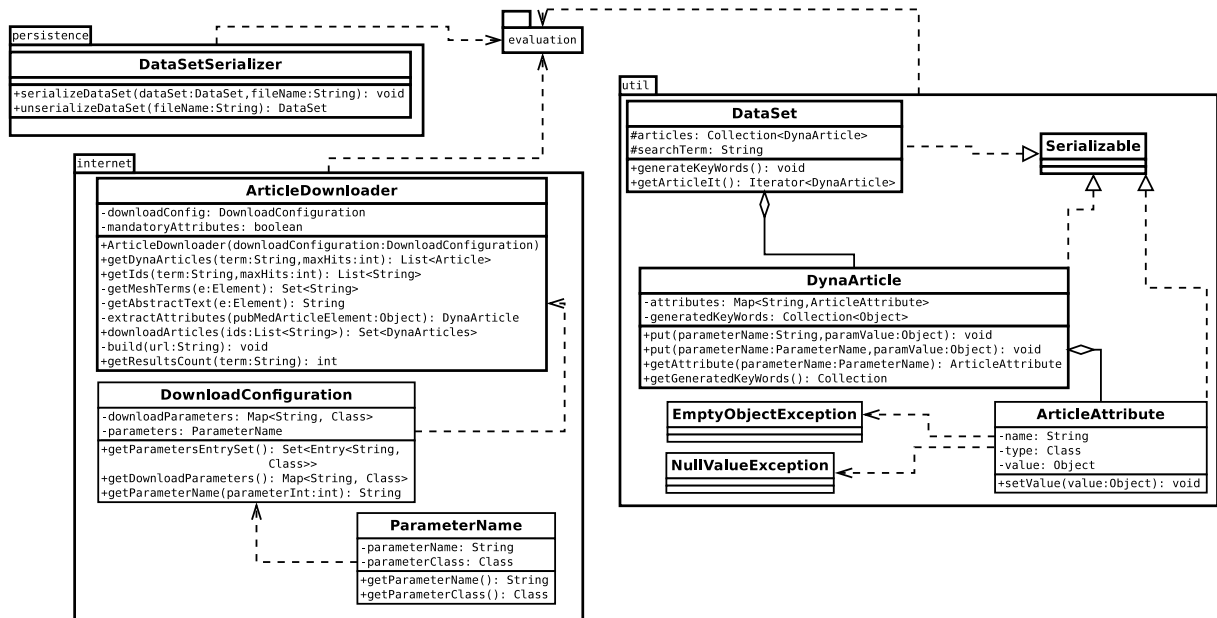 persistence
DataSetSerializer
+serializeDataSet(dataSet:DataSet,fileName:String): void
+unserializeDataSet(fileName:String): DataSet
evaluation
internet
ArticleDownloader
-downloadConfig: DownloadConfiguration
-mandatoryAttributes: boolean
+ArticleDownloader(downloadConfiguration:DownloadConfiguration)
+getDynaArticles(term:String,maxHits:int): List<Article>
+getIds(term:String,maxHits:int): List<String>
-getMeshTerms(e:Element): Set<String>
-getAbstractText(e:Element): String
-extractAttributes(pubMedArticleElement:Object): DynaArticle
+downloadArticles(ids:List<String>): Set<DynaArticles>
-build(url:String): void
+getResultsCount(term:String): int
DownloadConfiguration
-downloadParameters: Map<String, Class>
-parameters: ParameterName
+getParametersEntrySet(): Set<Entry<String,
Class>>
+getDownloadParameters(): Map<String, Class>
+getParameterName(parameterInt:int): String
ParameterName
-parameterName: String
-parameterClass: Class
+getParameterName(): String
+getParameterClass(): Class
util
DataSet
#articles: Collection<DynaArticle>
#searchTerm: String
+generateKeyWords(): void
+getArticleIt(): Iterator<DynaArticle>
Serializable
DynaArticle
-attributes: Map<String,ArticleAttribute>
-generatedKeyWords: Collection<Object>
+put(parameterName:String,paramValue:Object): void
+put(parameterName:ParameterName,paramValue:Object): void
+getAttribute(parameterName:ParameterName): ArticleAttribute
+getGeneratedKeyWords(): Collection
EmptyObjectException
NullValueException
ArticleAttribute
-name: String
-type: Class
-value: Object
+setValue(value:Object): void